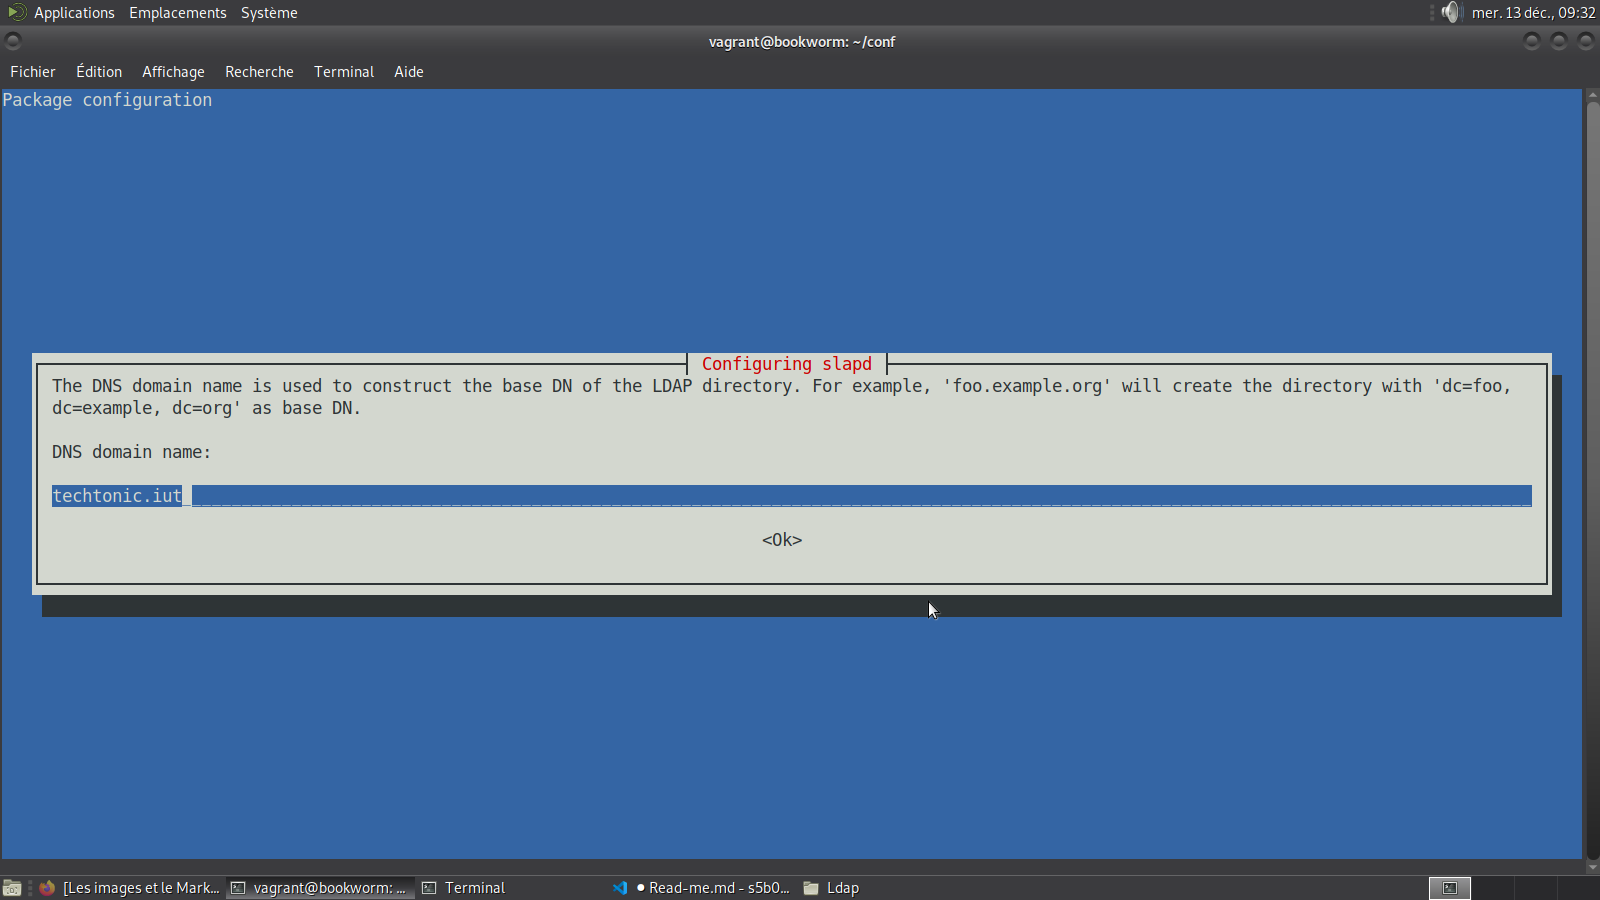 Applications Emplacements Système mer. 13 déc., 09:32
vagrant@bookworm: ~/conf
Fichier Édition Affichage Recherche Terminal Aide
Package configuration
Configuring slapd
The DNS domain name is used to construct the base DN of the LDAP directory. For example, 'foo.example.org' will create the directory with 'dc=foo,
dc=example, dc=org' as base DN.
DNS domain name:
techtonic.iut
<Ok>
[Les images et le Mark... vagrant@bookworm: ... Terminal ● Read-me.md - s5b0... Ldap